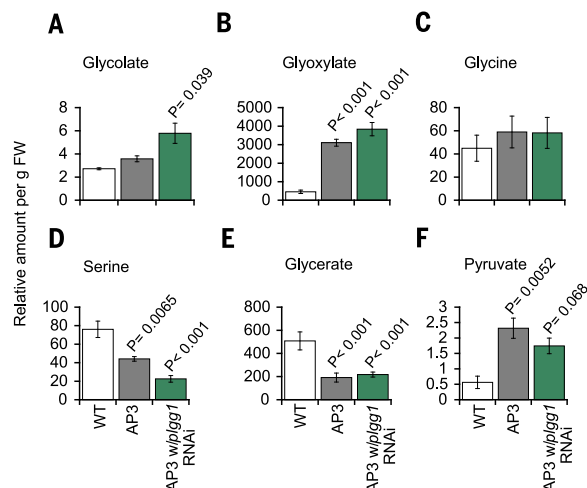 A
Glycolate
P= 0.039
8
6
4
2
0
B
Glyoxylate
P< 0.001
P< 0.001
5000
4000
3000
2000
1000
0
C
Glycine
80
60
40
20
0
Relative amount per g FW
D
Serine
P= 0.0065
P< 0.001
100
80
60
40
20
0
WT
AP3
AP3 w/plgg1
RNAi
E
Glycerate
P< 0.001
P< 0.001
800
600
400
200
0
WT
AP3
AP3 w/plgg1
RNAi
F
Pyruvate
P= 0.0052
P= 0.068
3
2.5
2
1.5
1
0.5
0
WT
AP3
AP3 w/plgg1
RNAi